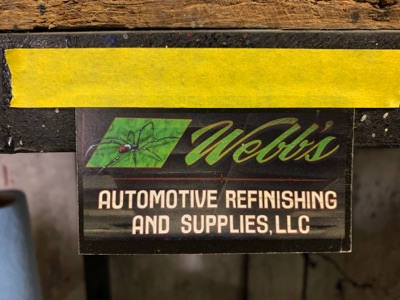 Webb's
AUTOMOTIVE REFINISHING
AND SUPPLIES, LLC